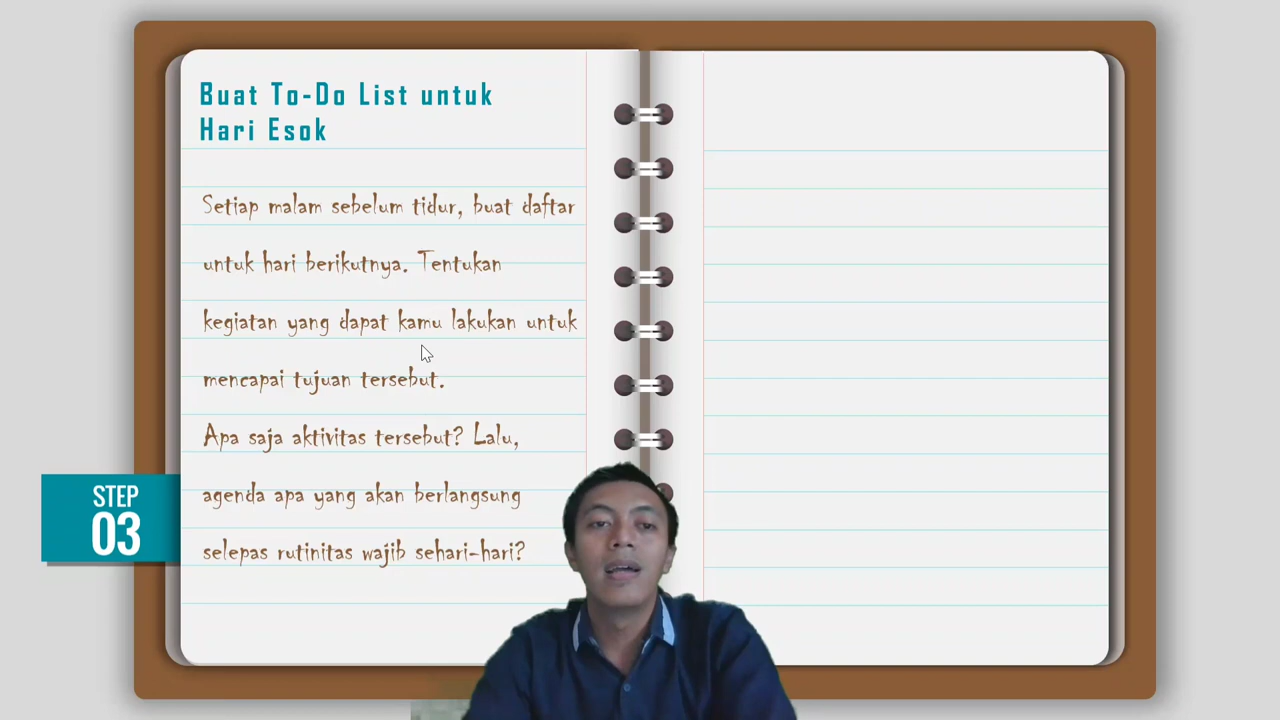 Buat To-Do List untuk
Hari Esok
Setiap malam sebelum tidur, buat daftar
untuk hari berikutnya. Tentukan
kegiatan yang dapat kamu lakukan untuk
mencapai tujuan tersebut.
Apa saja aktivitas tersebut? Lalu,
agenda apa yang akan berlangsung
selepas rutinitas wajib sehari-hari?
STEP
03